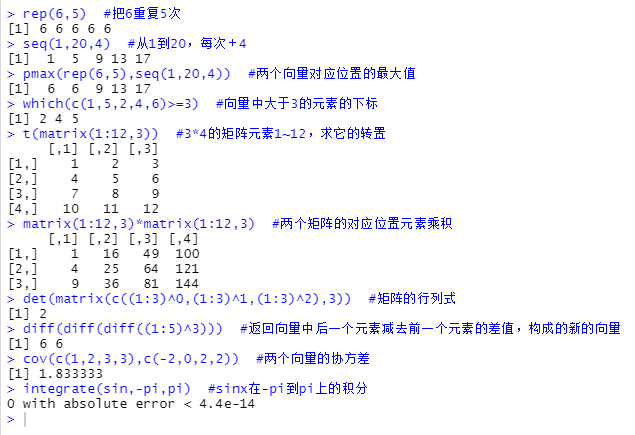 > rep(6,5)  #把6重复5次
[1] 6 6 6 6 6
> seq(1,20,4)  #从1到20，每次＋4
[1]  1  5  9 13 17
> pmax(rep(6,5),seq(1,20,4))  #两个向量对应位置的最大值
[1]  6  6  9 13 17
> which(c(1,5,2,4,6)>=3)  #向量中大于3的元素的下标
[1] 2 4 5
> t(matrix(1:12,3))  #3*4的矩阵元素1~12，求它的转置
     [,1] [,2] [,3]
[1,]    1    2    3
[2,]    4    5    6
[3,]    7    8    9
[4,]   10   11   12
> matrix(1:12,3)*matrix(1:12,3)  #两个矩阵的对应位置元素乘积
     [,1] [,2] [,3] [,4]
[1,]    1   16   49  100
[2,]    4   25   64  121
[3,]    9   36   81  144
> det(matrix(c((1:3)^0,(1:3)^1,(1:3)^2),3))  #矩阵的行列式
[1] 2
> diff(diff(diff((1:5)^3)))  #返回向量中后一个元素减去前一个元素的差值，构成的新的向量
[1] 6 6
> cov(c(1,2,3,3),c(-2,0,2,2))  #两个向量的协方差
[1] 1.833333
> integrate(sin,-pi,pi)  #sinx在-pi到pi上的积分
0 with absolute error < 4.4e-14
>